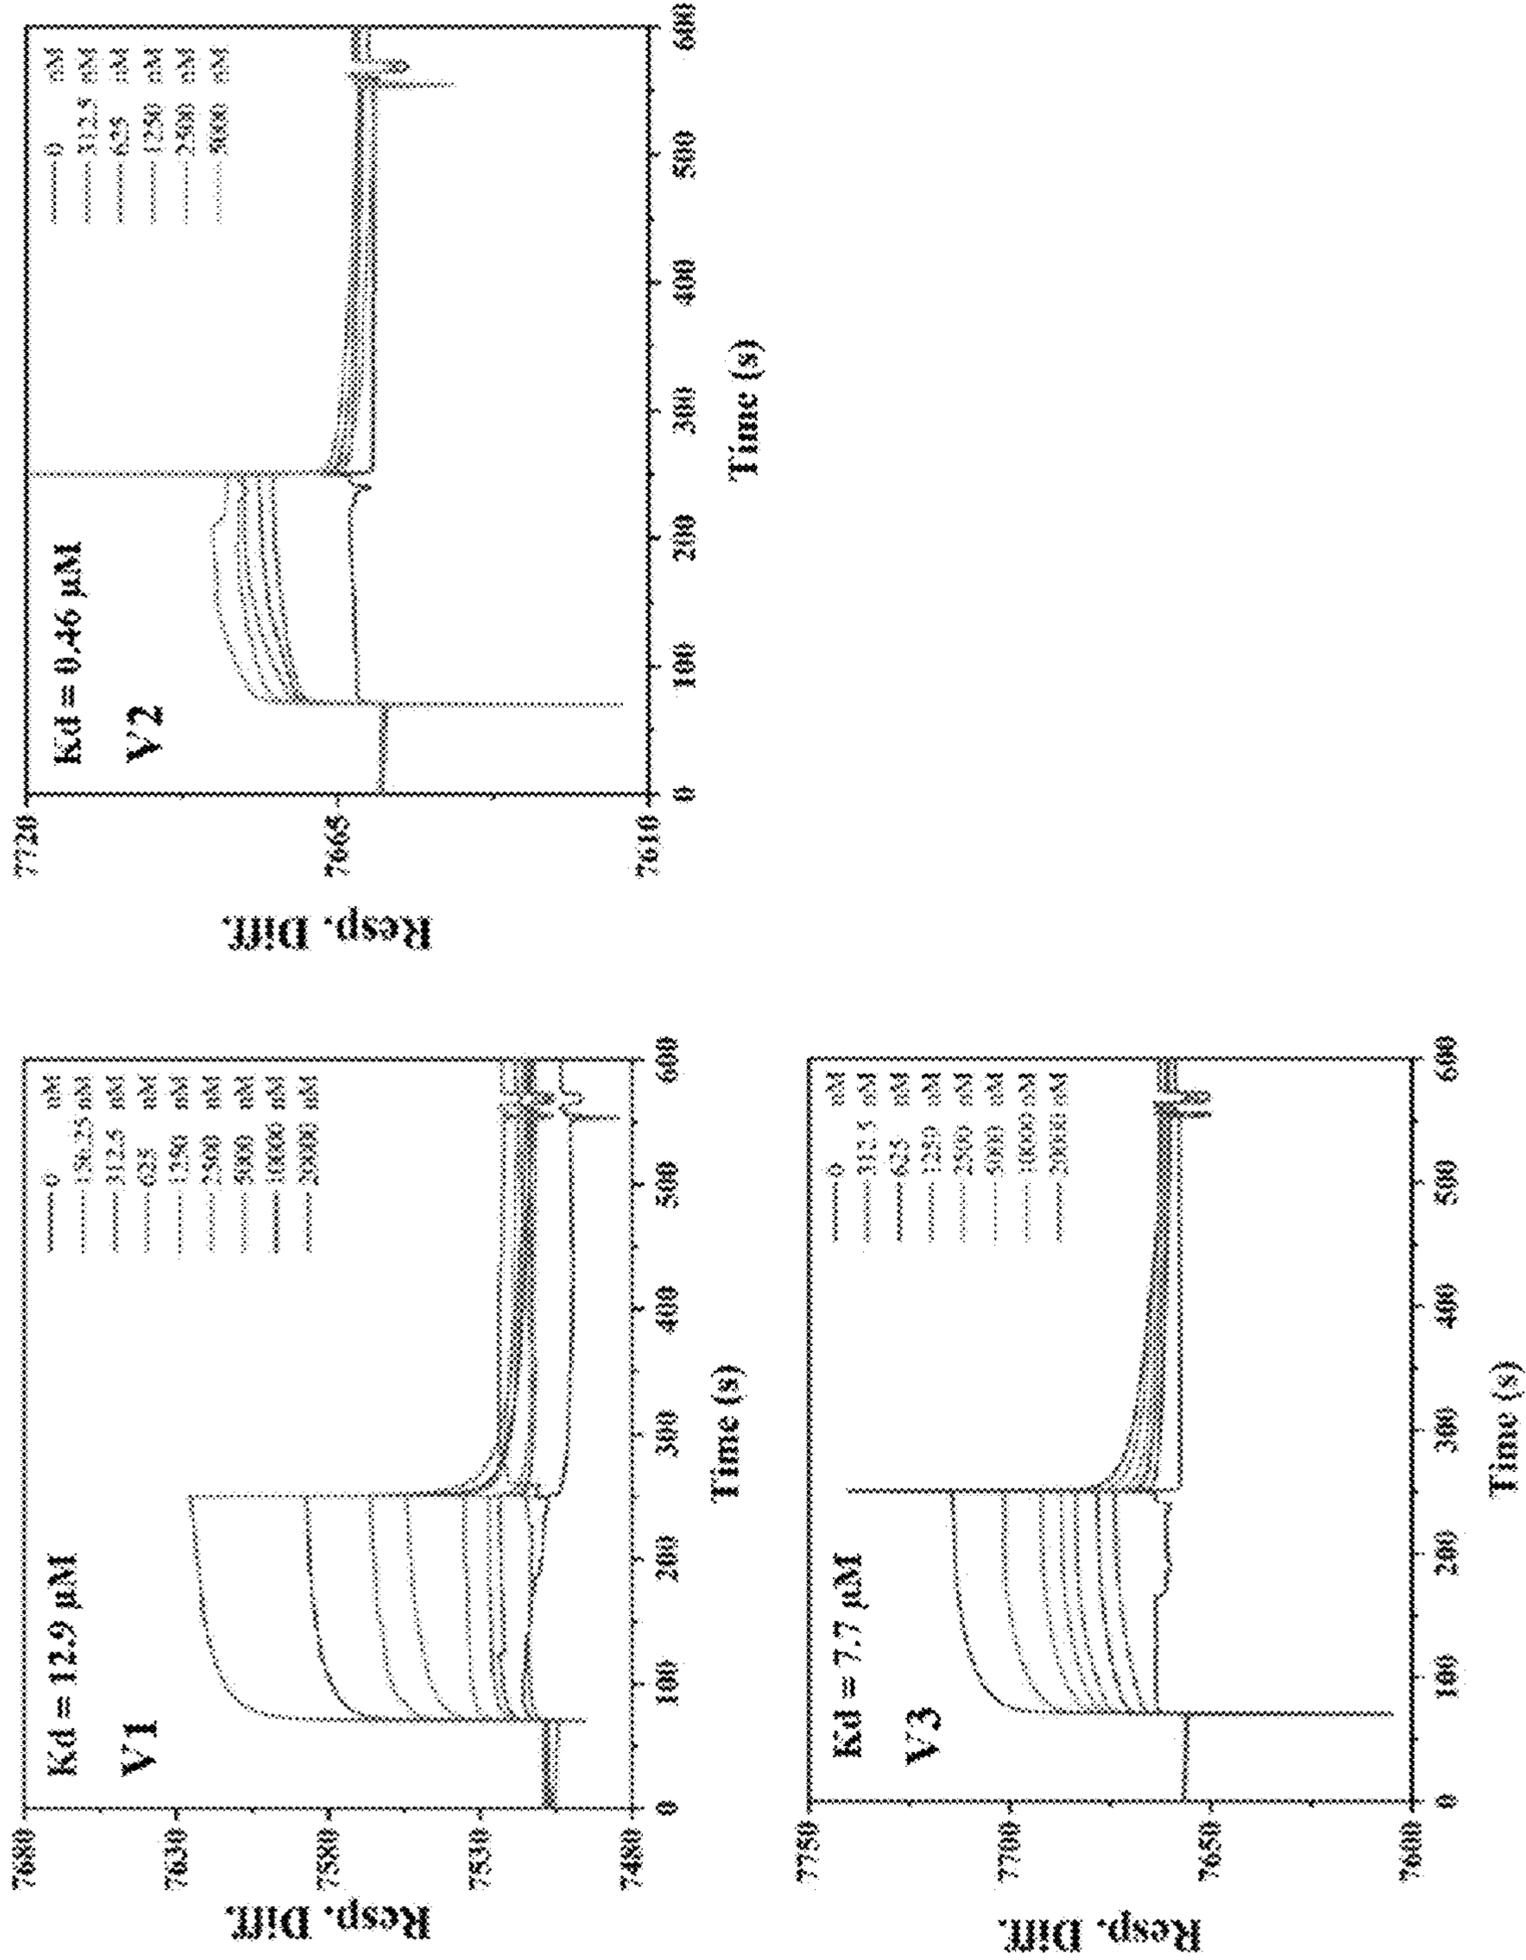 Kd = 12.9 µM
V1
0 nM
156.25 nM
312.5 nM
625 nM
1250 nM
2500 nM
5000 nM
10000 nM
20000 nM
7680
7630
7580
7530
7480
Resp. Diff.
0 100 200 300 400 500 600
Time (s)
Kd = 0.46 µM
V2
0 nM
312.5 nM
625 nM
1250 nM
2500 nM
5000 nM
7720
7665
7610
Resp. Diff.
0 100 200 300 400 500 600
Time (s)
Kd = 7.7 µM
V3
0 nM
312.5 nM
625 nM
1250 nM
2500 nM
5000 nM
10000 nM
20000 nM
7750
7700
7650
7600
Resp. Diff.
0 100 200 300 400 500 600
Time (s)